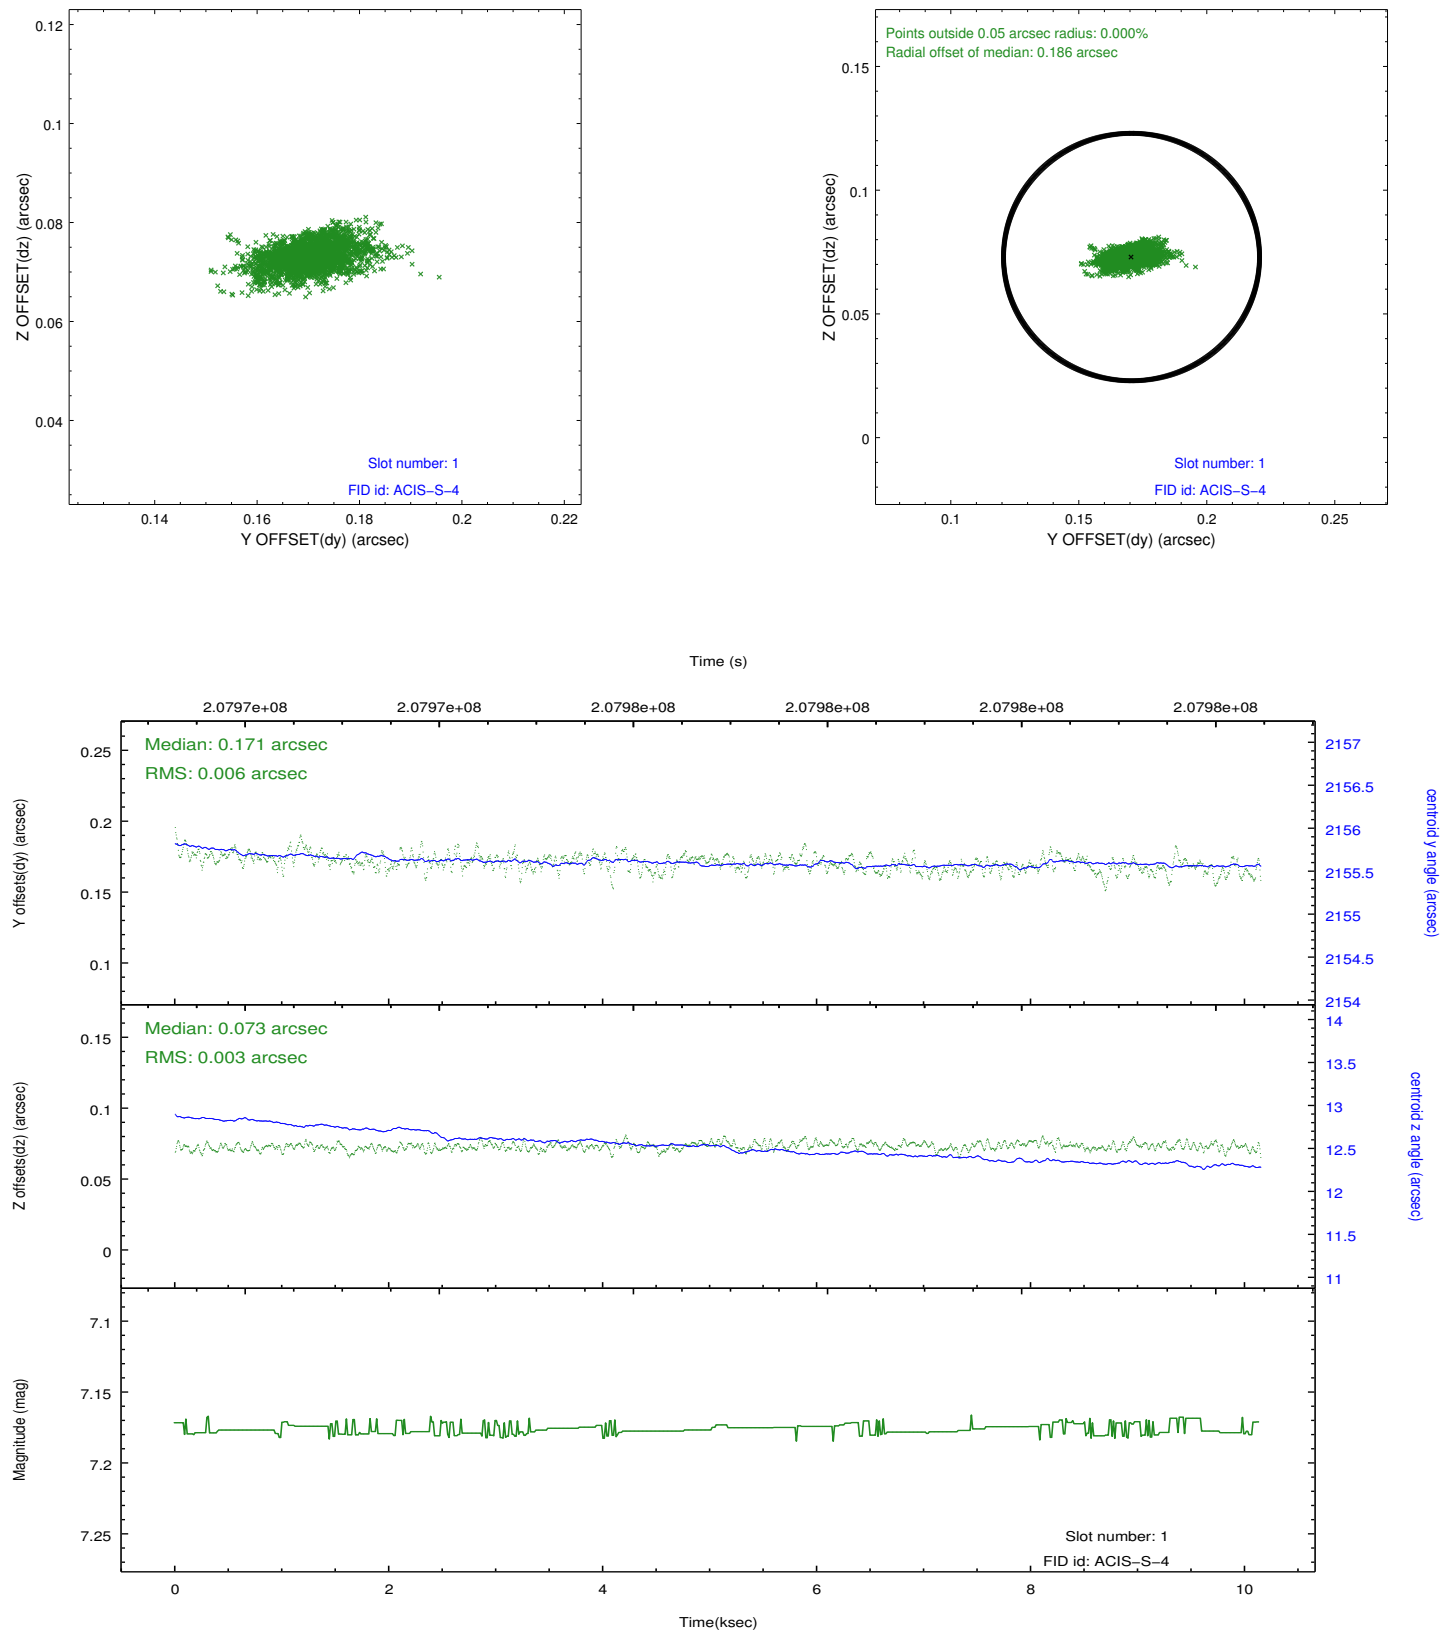 0.12
0.1
0.08
0.06
0.04
Z OFFSET(dz) (arcsec)
Slot number: 1
FID id: ACIS−S−4
0.14 0.16 0.18 0.2 0.22
Y OFFSET(dy) (arcsec)
Points outside 0.05 arcsec radius: 0.000%
Radial offset of median: 0.186 arcsec
0.15
0.1
0.05
0
Z OFFSET(dz) (arcsec)
Slot number: 1
FID id: ACIS−S−4
0.1 0.15 0.2 0.25
Y OFFSET(dy) (arcsec)
Time (s)
2.0797e+08 2.0797e+08 2.0798e+08 2.0798e+08 2.0798e+08 2.0798e+08
Median: 0.171 arcsec
RMS: 0.006 arcsec
0.25
0.2
0.15
0.1
Y offsets(dy) (arcsec)
2157
2156.5
2156
2155.5
2155
2154.5
2154
centroid y angle (arcsec)
Median: 0.073 arcsec
RMS: 0.003 arcsec
0.15
0.1
0.05
0
Z offsets(dz) (arcsec)
14
13.5
13
12.5
12
11.5
11
centroid z angle (arcsec)
7.1
7.15
7.2
7.25
Magnitude (mag)
Slot number: 1
FID id: ACIS−S−4
0 2 4 6 8 10
Time(ksec)